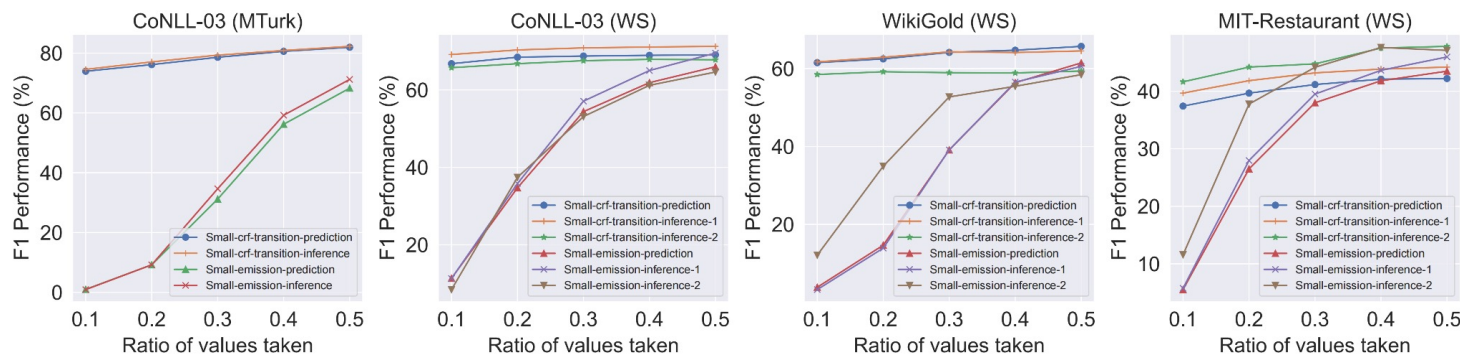 CoNLL-03 (MTurk)
F1 Performance (%)
80
60
40
20
0
Small-crf-transition-prediction
Small-crf-transition-inference
Small-emission-prediction
Small-emission-inference
0.1 0.2 0.3 0.4 0.5
Ratio of values taken
CoNLL-03 (WS)
F1 Performance (%)
60
40
20
Small-crf-transition-prediction
Small-crf-transition-inference-1
Small-crf-transition-inference-2
Small-emission-prediction
Small-emission-inference-1
Small-emission-inference-2
0.1 0.2 0.3 0.4 0.5
Ratio of values taken
WikiGold (WS)
F1 Performance (%)
60
40
20
Small-crf-transition-prediction
Small-crf-transition-inference-1
Small-crf-transition-inference-2
Small-emission-prediction
Small-emission-inference-1
Small-emission-inference-2
0.1 0.2 0.3 0.4 0.5
Ratio of values taken
MIT-Restaurant (WS)
F1 Performance (%)
40
30
20
10
Small-crf-transition-prediction
Small-crf-transition-inference-1
Small-crf-transition-inference-2
Small-emission-prediction
Small-emission-inference-1
Small-emission-inference-2
0.1 0.2 0.3 0.4 0.5
Ratio of values taken